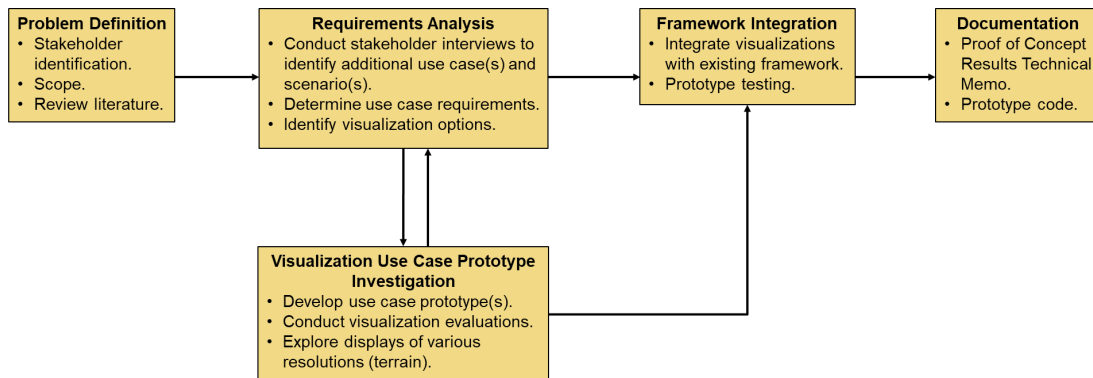 Problem Definition
• Stakeholder
identification.
• Scope.
• Review literature.
Requirements Analysis
• Conduct stakeholder interviews to
identify additional use case(s) and
scenario(s).
• Determine use case requirements.
• Identify visualization options.
Framework Integration
• Integrate visualizations
with existing framework.
• Prototype testing.
Documentation
• Proof of Concept
Results Technical
Memo.
• Prototype code.
Visualization Use Case Prototype
Investigation
• Develop use case prototype(s).
• Conduct visualization evaluations.
• Explore displays of various
resolutions (terrain).